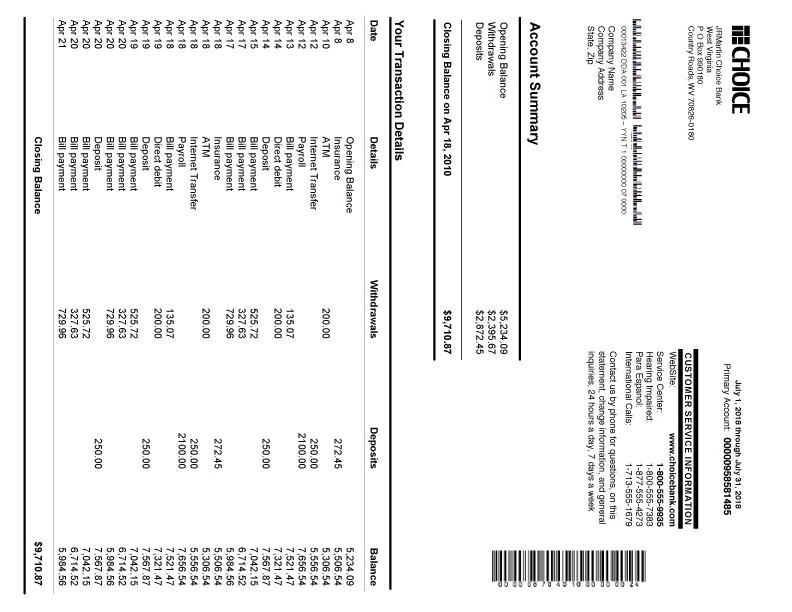 CHOICE
JRMartin Choice Bank
West Virginia
P O Box 990180
Country Roads, WV 70826-0180
July 1, 2018 through July 31, 2018
Primary Account: 00000958581485
00013422 DDA 001 LA 10206 – YYN T 1 000000000 07 0000
Company Name
Company Address
State, Zip
CUSTOMER SERVICE INFORMATION
WebSite: www.choicebank.com
Service Center: 1-800-555-9935
Hearing Impaired: 1-800-555-7383
Para Espanol: 1-877-555-4273
International Calls: 1-713-555-1679
Contact us by phone for questions, on this
statement, change information, and general
inquiries, 24 hours a day, 7 days a week
Account Summary
Opening Balance $5,234.09
Withdrawals $2,395.67
Deposits $2,872.45
Closing Balance on Apr 18, 2010 $9,710.87
Your Transaction Details
Date Details Withdrawals Deposits Balance
Apr 8 Opening Balance 5,234.09
Apr 8 Insurance 272.45 5,506.54
Apr 10 ATM 200.00 5,306.54
Apr 12 Internet Transfer 250.00 5,556.54
Apr 12 Payroll 2100.00 7,656.54
Apr 13 Bill payment 135.07 7,521.47
Apr 14 Direct debit 200.00 7,321.47
Apr 14 Deposit 250.00 7,567.87
Apr 15 Bill payment 525.72 7,042.15
Apr 17 Bill payment 327.63 6,714.52
Apr 17 Bill payment 729.96 5,984.56
Apr 18 Insurance 272.45 5,506.54
Apr 18 ATM 200.00 5,306.54
Apr 18 Internet Transfer 250.00 5,556.54
Apr 18 Payroll 2100.00 7,656.54
Apr 18 Bill payment 135.07 7,521.47
Apr 19 Direct debit 200.00 7,321.47
Apr 19 Deposit 250.00 7,567.87
Apr 19 Bill payment 525.72 7,042.15
Apr 20 Bill payment 327.63 6,714.52
Apr 20 Bill payment 729.96 5,984.56
Apr 20 Deposit 250.00 7,567.87
Apr 25 Bill payment 525.72 7,042.15
Apr 20 Bill payment 327.63 6,714.52
Apr 21 Bill payment 729.96 5,984.56
Closing Balance $9,710.87